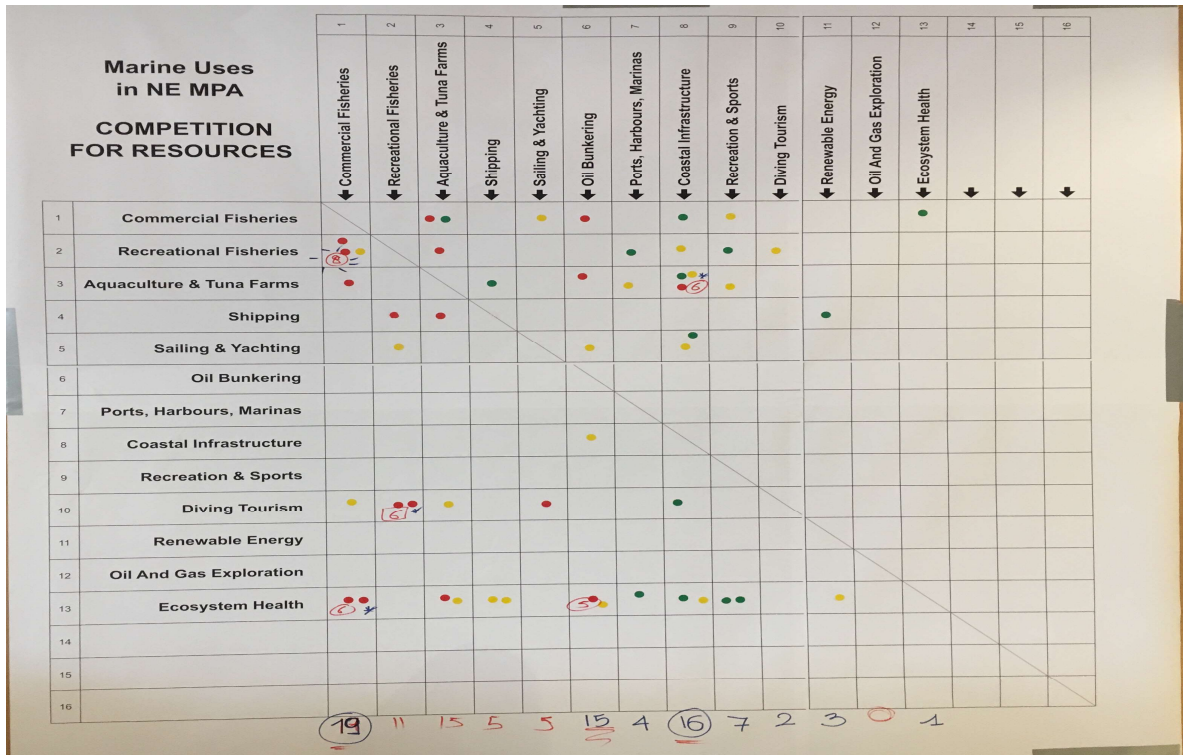 Marine Uses
in NE MPA
COMPETITION
FOR RESOURCES
1 2 3 4 5 6 7 8 9 10 11 12 13 14 15 16
Commercial Fisheries
Recreational Fisheries
Aquaculture & Tuna Farms
Shipping
Sailing & Yachting
Oil Bunkering
Ports, Harbours, Marinas
Coastal Infrastructure
Recreation & Sports
Diving Tourism
Renewable Energy
Oil And Gas Exploration
Ecosystem Health
1 Commercial Fisheries
2 Recreational Fisheries
8
3 Aquaculture & Tuna Farms 6
4 Shipping
5 Sailing & Yachting
6 Oil Bunkering
7 Ports, Harbours, Marinas
8 Coastal Infrastructure
9 Recreation & Sports
10 Diving Tourism
6
11 Renewable Energy
12 Oil And Gas Exploration
13 Ecosystem Health
6 5
14
15
16
19 11 15 5 5 15 4 16 7 2 3 0 1